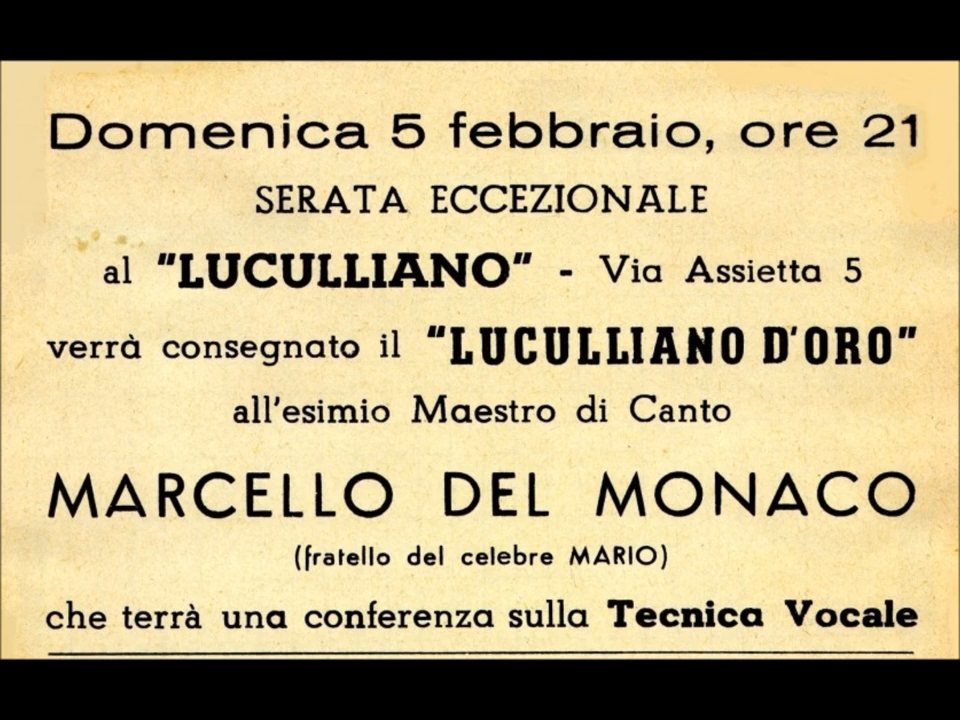 Domenica 5 febbraio, ore 21
SERATA ECCEZIONALE
al "LUCULLIANO" - Via Assietta 5
verrà consegnato il "LUCULLIANO D'ORO"
all'esimio Maestro di Canto
MARCELLO DEL MONACO
(fratello del celebre MARIO)
che terrà una conferenza sulla Tecnica Vocale